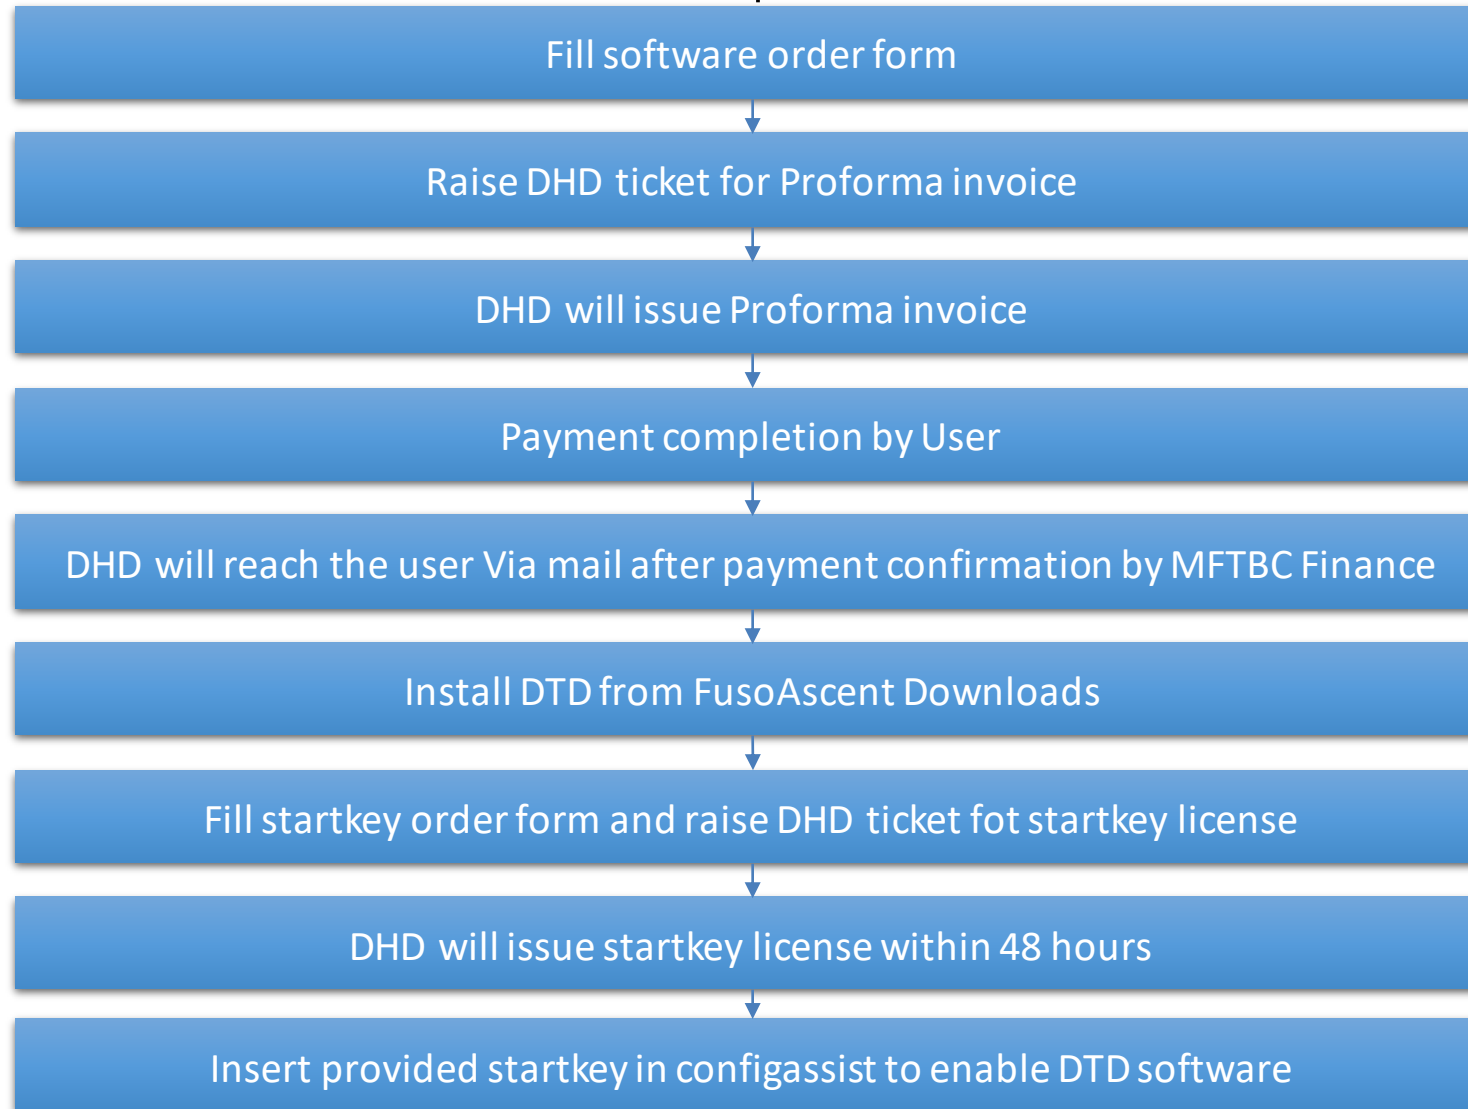 Fill software order form
Raise DHD ticket for Proforma invoice
DHD will issue Proforma invoice
Payment completion by User
DHD will reach the user Via mail after payment confirmation by MFTBC Finance
Install DTD from FusoAscent Downloads
Fill startkey order form and raise DHD ticket fot startkey license
DHD will issue startkey license within 48 hours
Insert provided startkey in configassist to enable DTD software